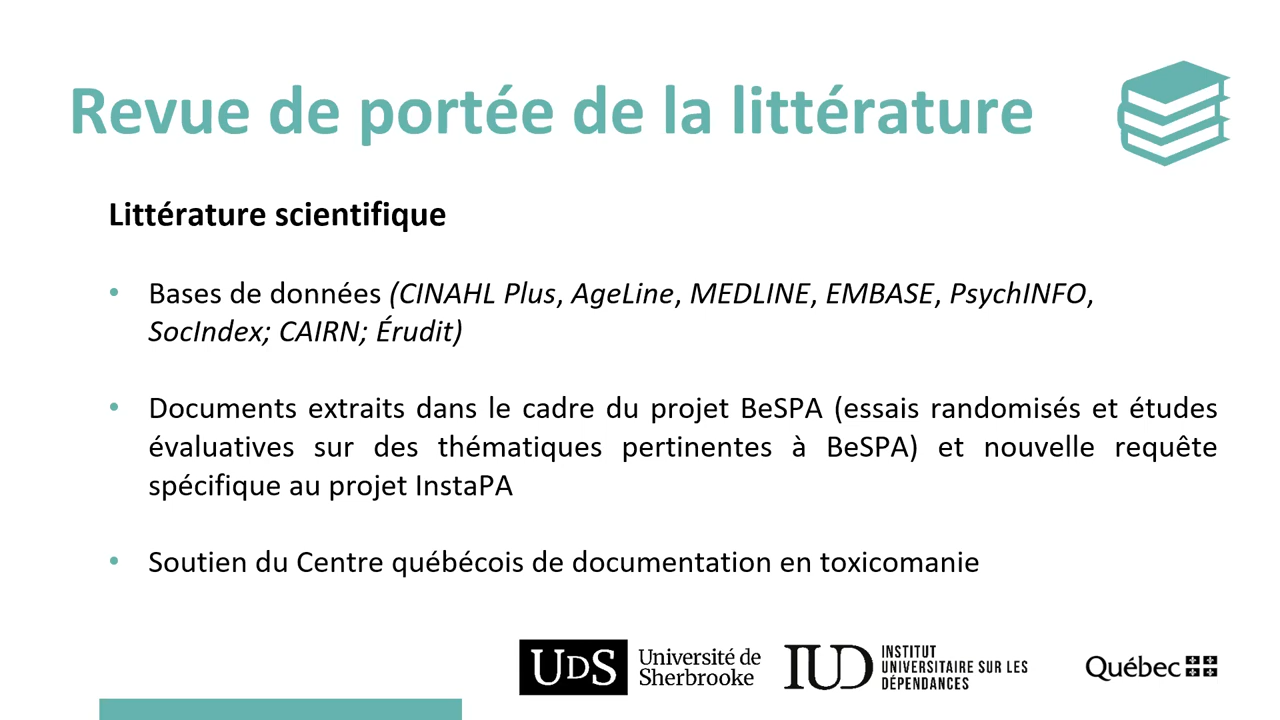 Revue de portée de la littérature
Littérature scientifique
• Bases de données (CINAHL Plus, AgeLine, MEDLINE, EMBASE, PsychINFO,
SocIndex; CAIRN; Érudit)
• Documents extraits dans le cadre du projet BeSPA (essais randomisés et études
évaluatives sur des thématiques pertinentes à BeSPA) et nouvelle requête
spécifique au projet InstaPA
• Soutien du Centre québécois de documentation en toxicomanie
UDS Université de
Sherbrooke
IUD INSTITUT
UNIVERSITAIRE SUR LES
DÉPENDANCES
Québec